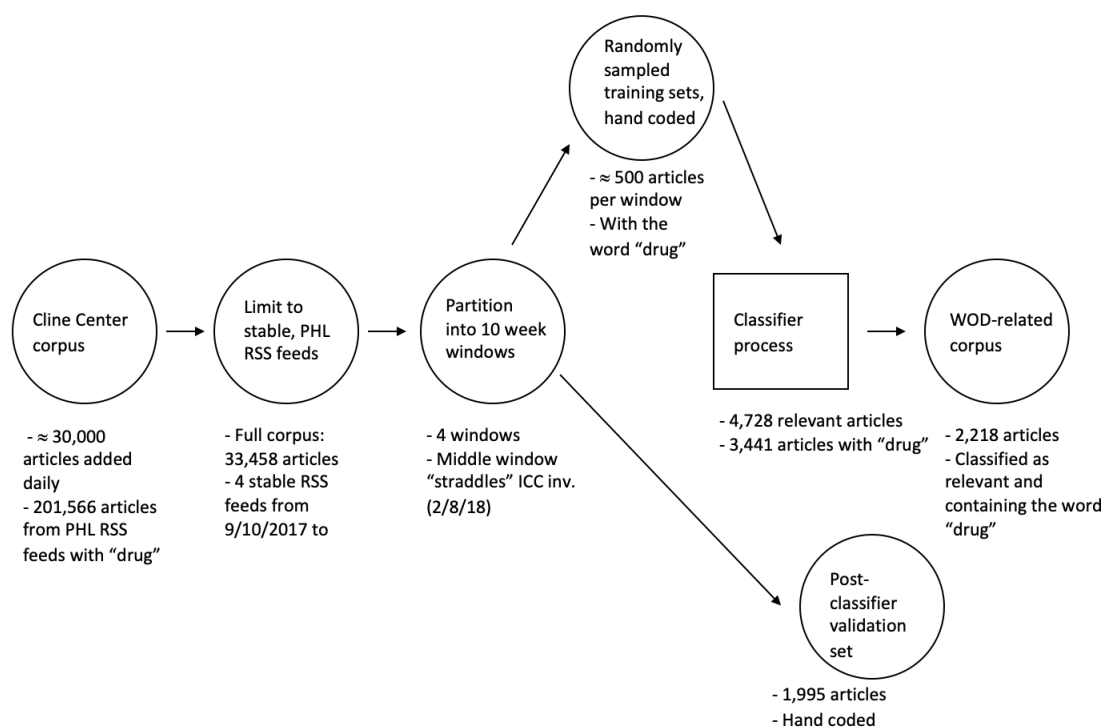 Randomly
sampled
training sets,
hand coded
- ≈ 500 articles
per window
- With the
word “drug”
Cline Center
corpus
- ≈ 30,000
articles added
daily
- 201,566 articles
from PHL RSS
feeds with “drug”
Limit to
stable, PHL
RSS feeds
- Full corpus:
33,458 articles
- 4 stable RSS
feeds from
9/10/2017 to
Partition
into 10 week
windows
- 4 windows
- Middle window
“straddles” ICC inv.
(2/8/18)
Classifier
process
- 4,728 relevant articles
- 3,441 articles with “drug”
WOD-related
corpus
- 2,218 articles
- Classified as
relevant and
containing the word
“drug”
Post-
classifier
validation
set
- 1,995 articles
- Hand coded